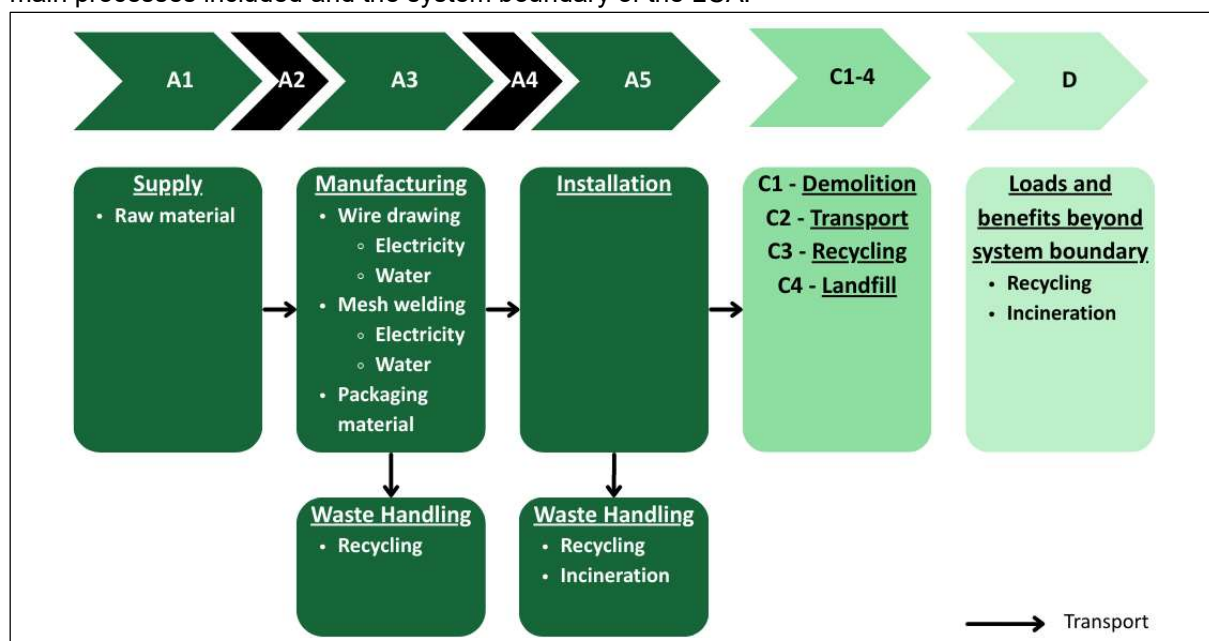 main processes included and the system boundary of the LCA.
A1
A2
A3
A4
A5
C1-4
D
Supply
• Raw material
Manufacturing
• Wire drawing
◦ Electricity
◦ Water
• Mesh welding
◦ Electricity
◦ Water
• Packaging
material
Installation
C1 - Demolition
C2 - Transport
C3 - Recycling
C4 - Landfill
Loads and
benefits beyond
system boundary
• Recycling
• Incineration
Waste Handling
• Recycling
Waste Handling
• Recycling
• Incineration
Transport